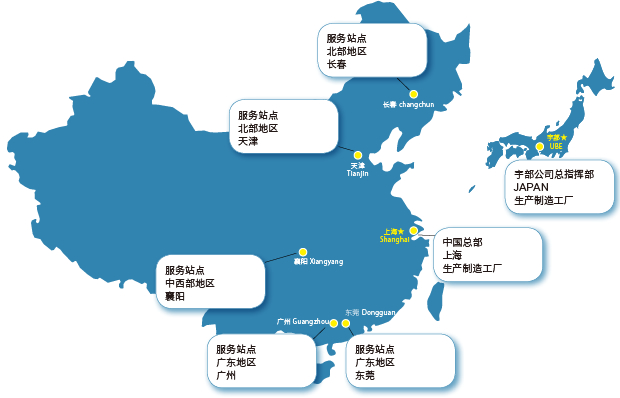 服务站点
北部地区
长春
长春 changchun
服务站点
北部地区
天津
天津
Tianjin
宇部★
UBE
宇部公司总指挥部
JAPAN
生产制造工厂
上海★
Shanghai
中国总部
上海
生产制造工厂
襄阳 Xiangyang
服务站点
中西部地区
襄阳
东莞 Dongguan
广州 Guangzhou
服务站点
广东地区
广州
服务站点
广东地区
东莞